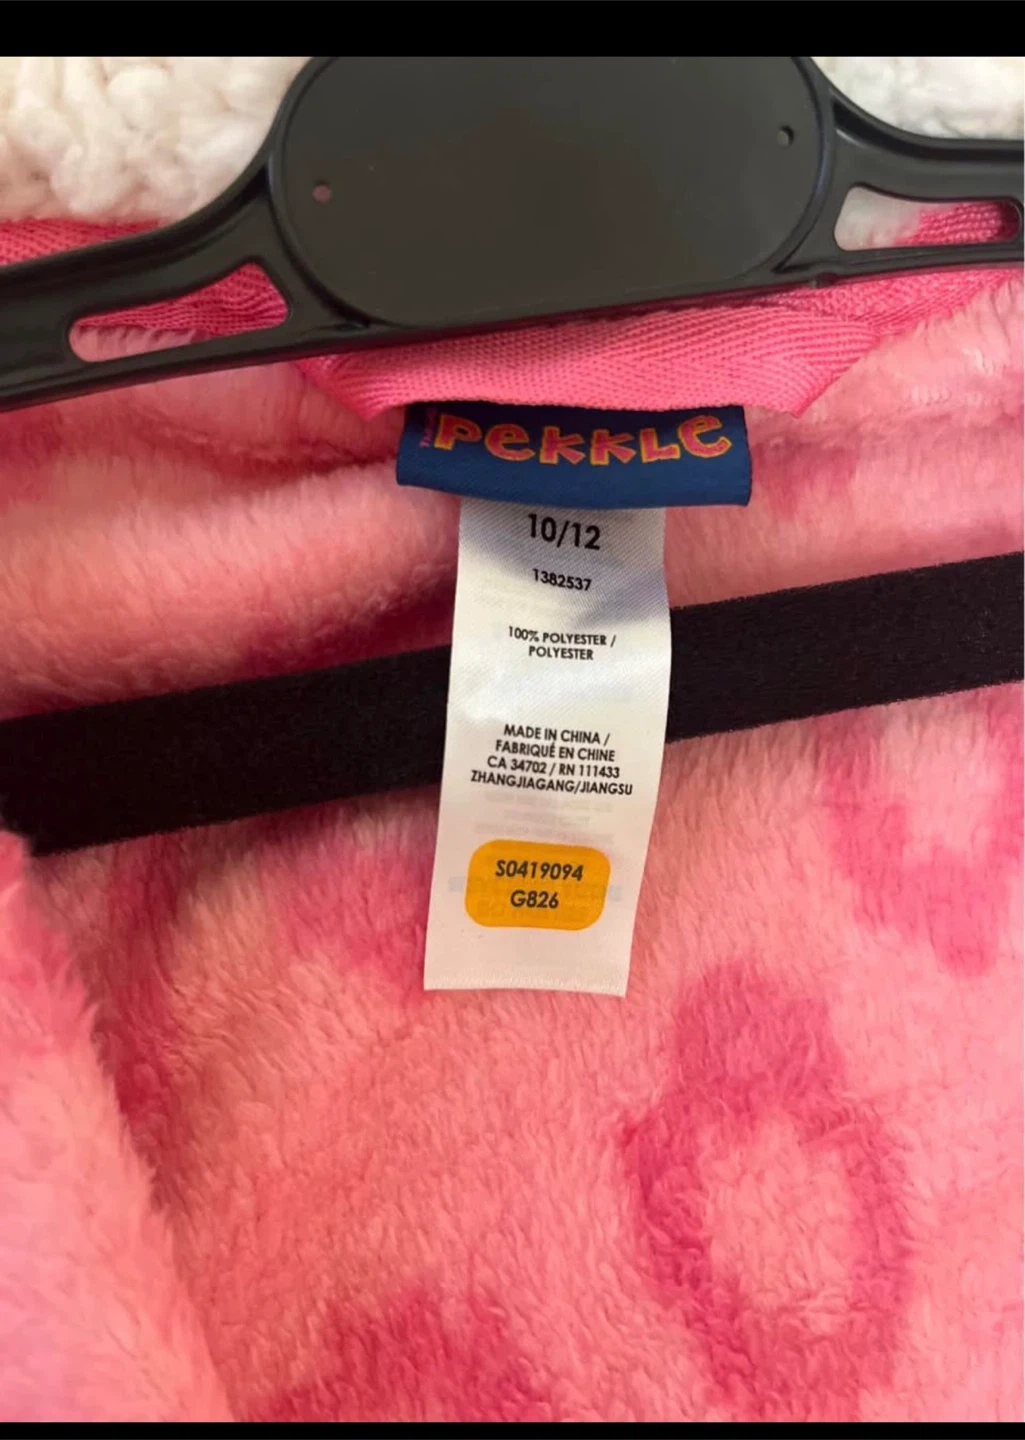 PEKKLE
10/12
1382537
100% POLYESTER /
POLYESTER
MADE IN CHINA /
FABRIQUÉ EN CHINE
CA 34702 / RN 111433
ZHANGJIAGANG/JIANGSU
S0419094
G826